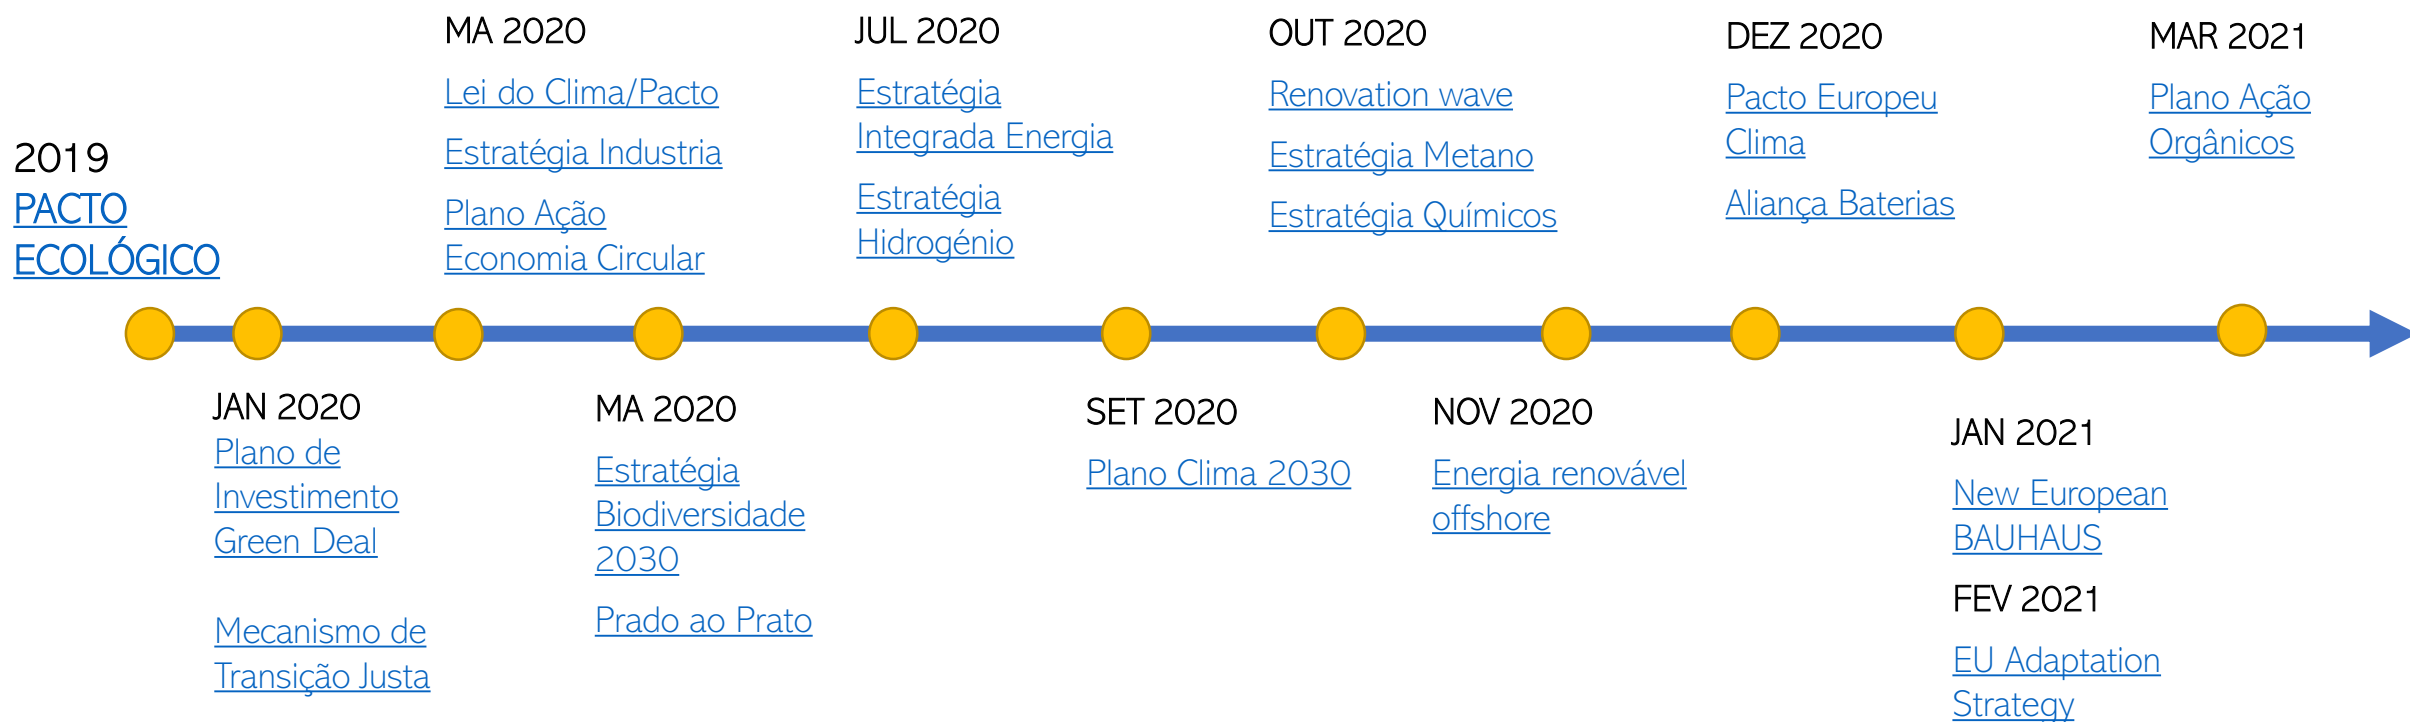 2019
PACTO
ECOLÓGICO
JAN 2020
Plano de
Investimento
Green Deal
Mecanismo de
Transição Justa
MA 2020
Lei do Clima/Pacto
Estratégia Industria
Plano Ação
Economia Circular
MA 2020
Estratégia
Biodiversidade
2030
Prado ao Prato
JUL 2020
Estratégia
Integrada Energia
Estratégia
Hidrogénio
SET 2020
Plano Clima 2030
OUT 2020
Renovation wave
Estratégia Metano
Estratégia Químicos
NOV 2020
Energia renovável
offshore
DEZ 2020
Pacto Europeu
Clima
Aliança Baterias
JAN 2021
New European
BAUHAUS
FEV 2021
EU Adaptation
Strategy
MAR 2021
Plano Ação
Orgânicos